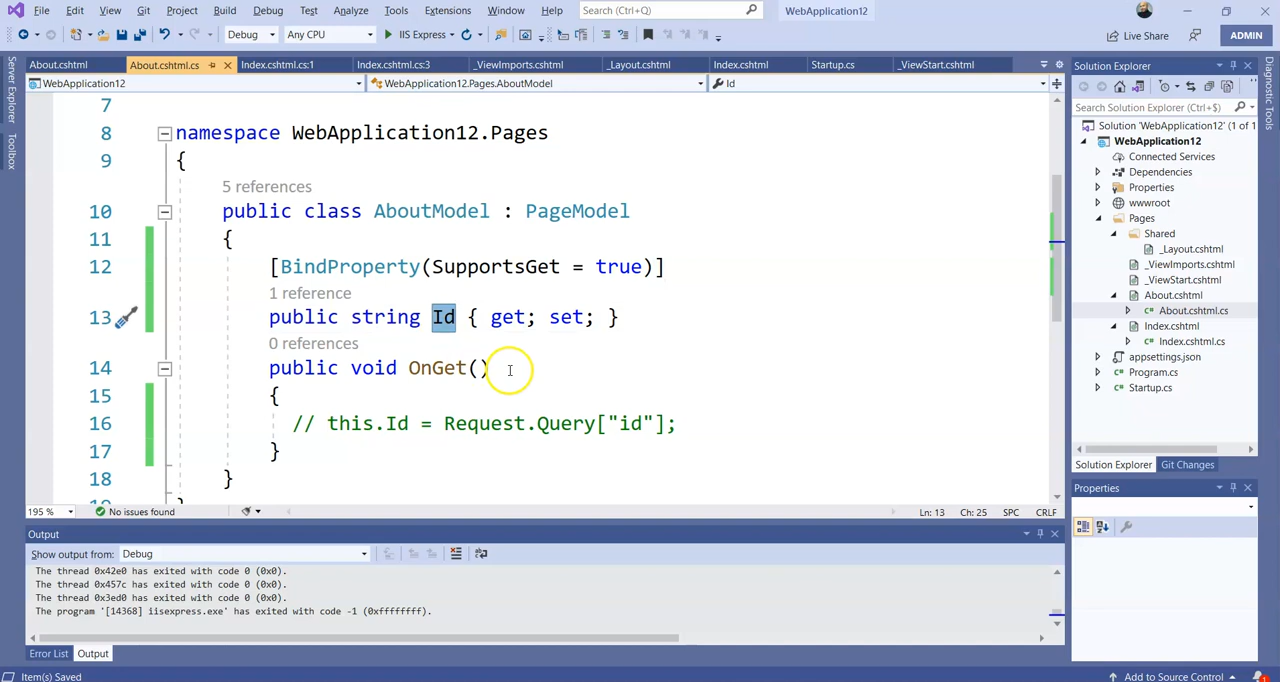 File Edit View Git Project Build Debug Test Analyze Tools Extensions Window Help Search (Ctrl+Q) WebApplication12
Debug Any CPU IIS Express Live Share ADMIN
About.cshtml About.cshtml.cs Index.cshtml.cs:1 Index.cshtml.cs:3 _ViewImports.cshtml _Layout.cshtml Index.cshtml Startup.cs _ViewStart.cshtml
WebApplication12 WebApplication12.Pages.AboutModel Id
Server Explorer
Toolbox
7
8 namespace WebApplication12.Pages
9 {
5 references
10 public class AboutModel : PageModel
11 {
12 [BindProperty(SupportsGet = true)]
1 reference
13 public string Id { get; set; }
0 references
14 public void OnGet()
15 {
16 // this.Id = Request.Query["id"];
17 }
18 }
195 % No issues found Ln: 13 Ch: 25 SPC CRLF
Output
Show output from: Debug
The thread 0x42e0 has exited with code 0 (0x0).
The thread 0x457c has exited with code 0 (0x0).
The thread 0x3ed0 has exited with code 0 (0x0).
The program '[14368] iisexpress.exe' has exited with code -1 (0xffffffff).
Error List Output
Item(s) Saved
Add to Source Control 1
Solution Explorer
Search Solution Explorer (Ctrl+$)
Solution 'WebApplication12' (1 of 1
WebApplication12
Connected Services
Dependencies
Properties
wwwroot
Pages
Shared
_Layout.cshtml
_ViewImports.cshtml
_ViewStart.cshtml
About.cshtml
About.cshtml.cs
Index.cshtml
Index.cshtml.cs
appsettings.json
Program.cs
Startup.cs
Solution Explorer Git Changes
Properties
Diagnostic Tools